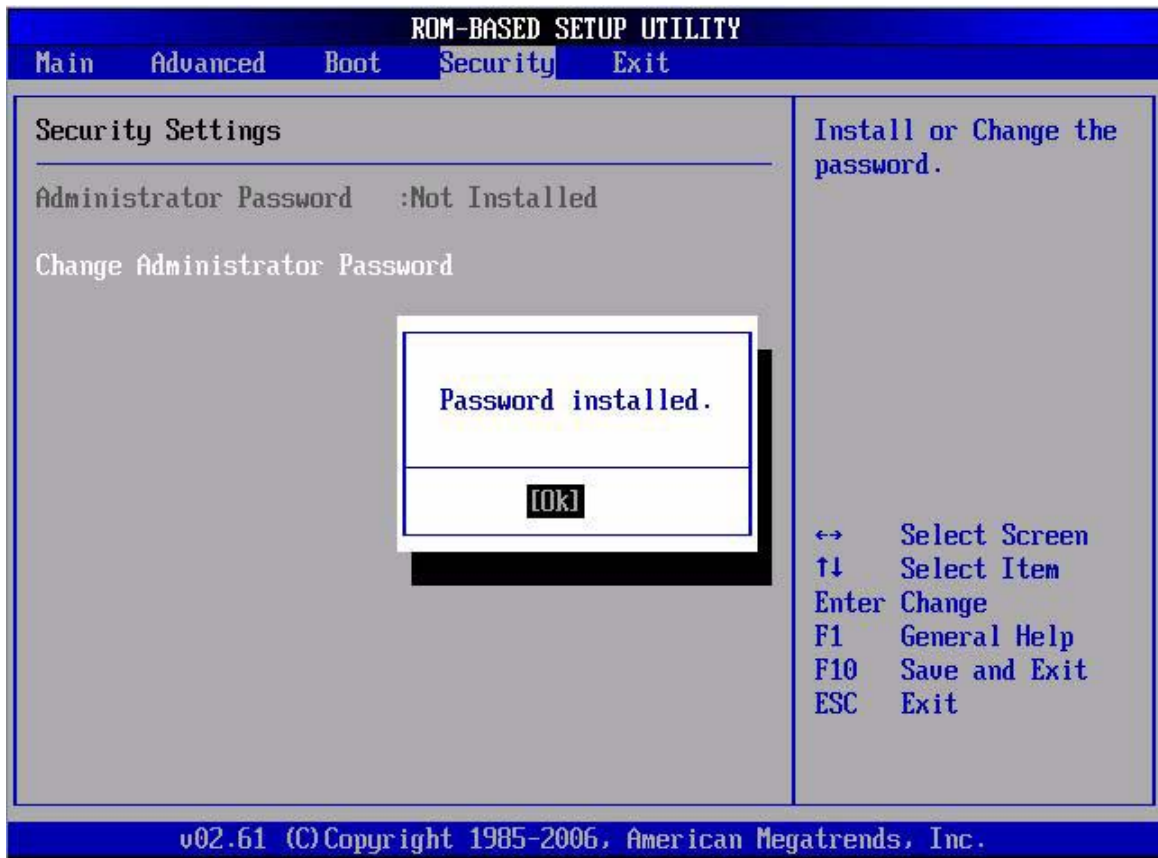 ROM-BASED SETUP UTILITY
Main Advanced Boot Security Exit
Security Settings
Administrator Password :Not Installed
Change Administrator Password
Password installed.
[Ok]
Install or Change the
password.
←→ Select Screen
↑↓ Select Item
Enter Change
F1 General Help
F10 Save and Exit
ESC Exit
v02.61 (C)Copyright 1985-2006, American Megatrends, Inc.